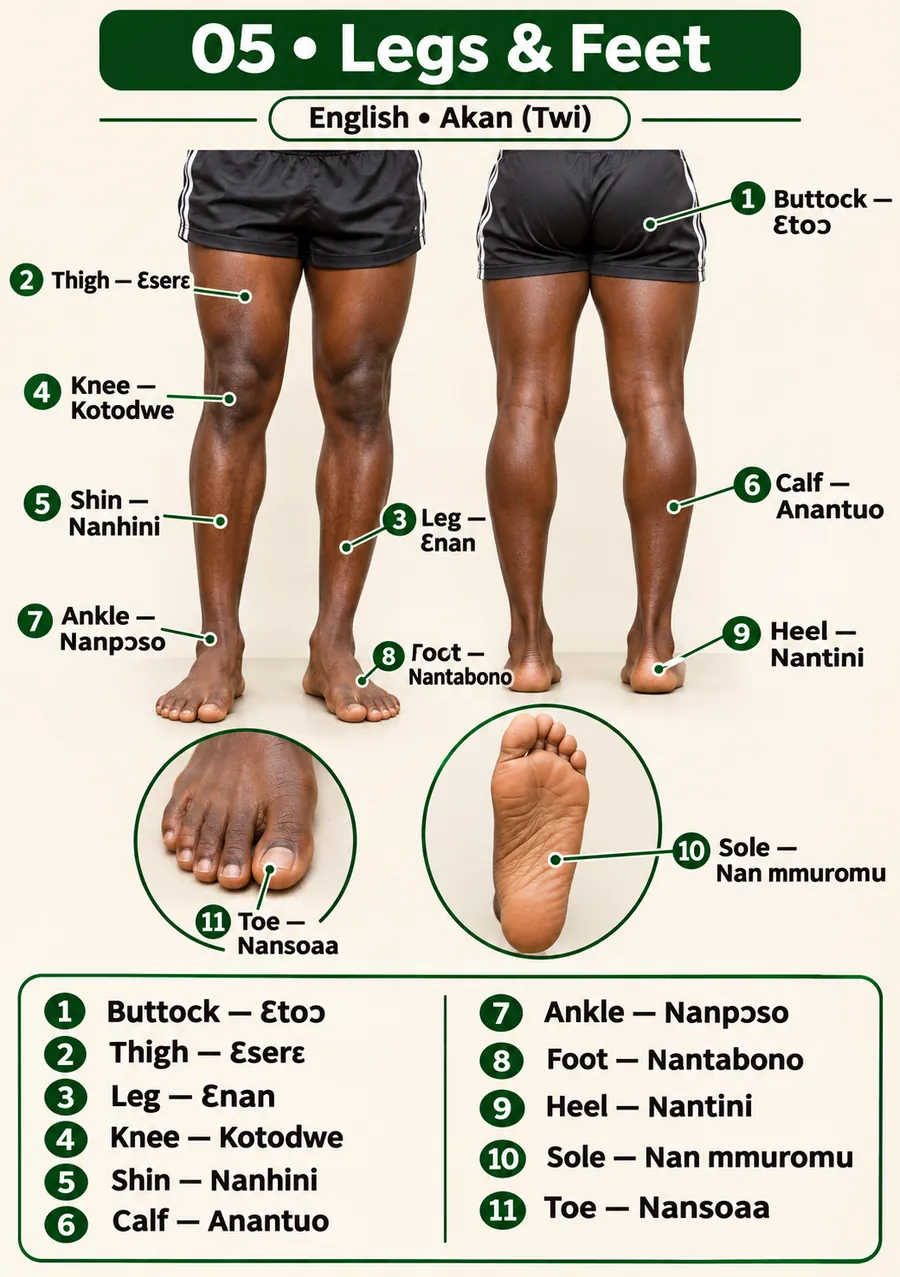 05 • Legs & Feet
English • Akan (Twi)
1 Buttock –
Ɛtoɔ
2 Thigh – Ɛserɛ
4 Knee –
Kotodwe
5 Shin –
Nanhini
3 Leg –
Ɛnan
6 Calf –
Anantuo
7 Ankle –
Nanpɔso
8 Foot –
Nantabono
9 Heel –
Nantini
10 Sole –
Nan mmuromu
11 Toe –
Nansoaa
1 Buttock – Ɛtoɔ
2 Thigh – Ɛserɛ
3 Leg – Ɛnan
4 Knee – Kotodwe
5 Shin – Nanhini
6 Calf – Anantuo
7 Ankle – Nanpɔso
8 Foot – Nantabono
9 Heel – Nantini
10 Sole – Nan mmuromu
11 Toe – Nansoaa